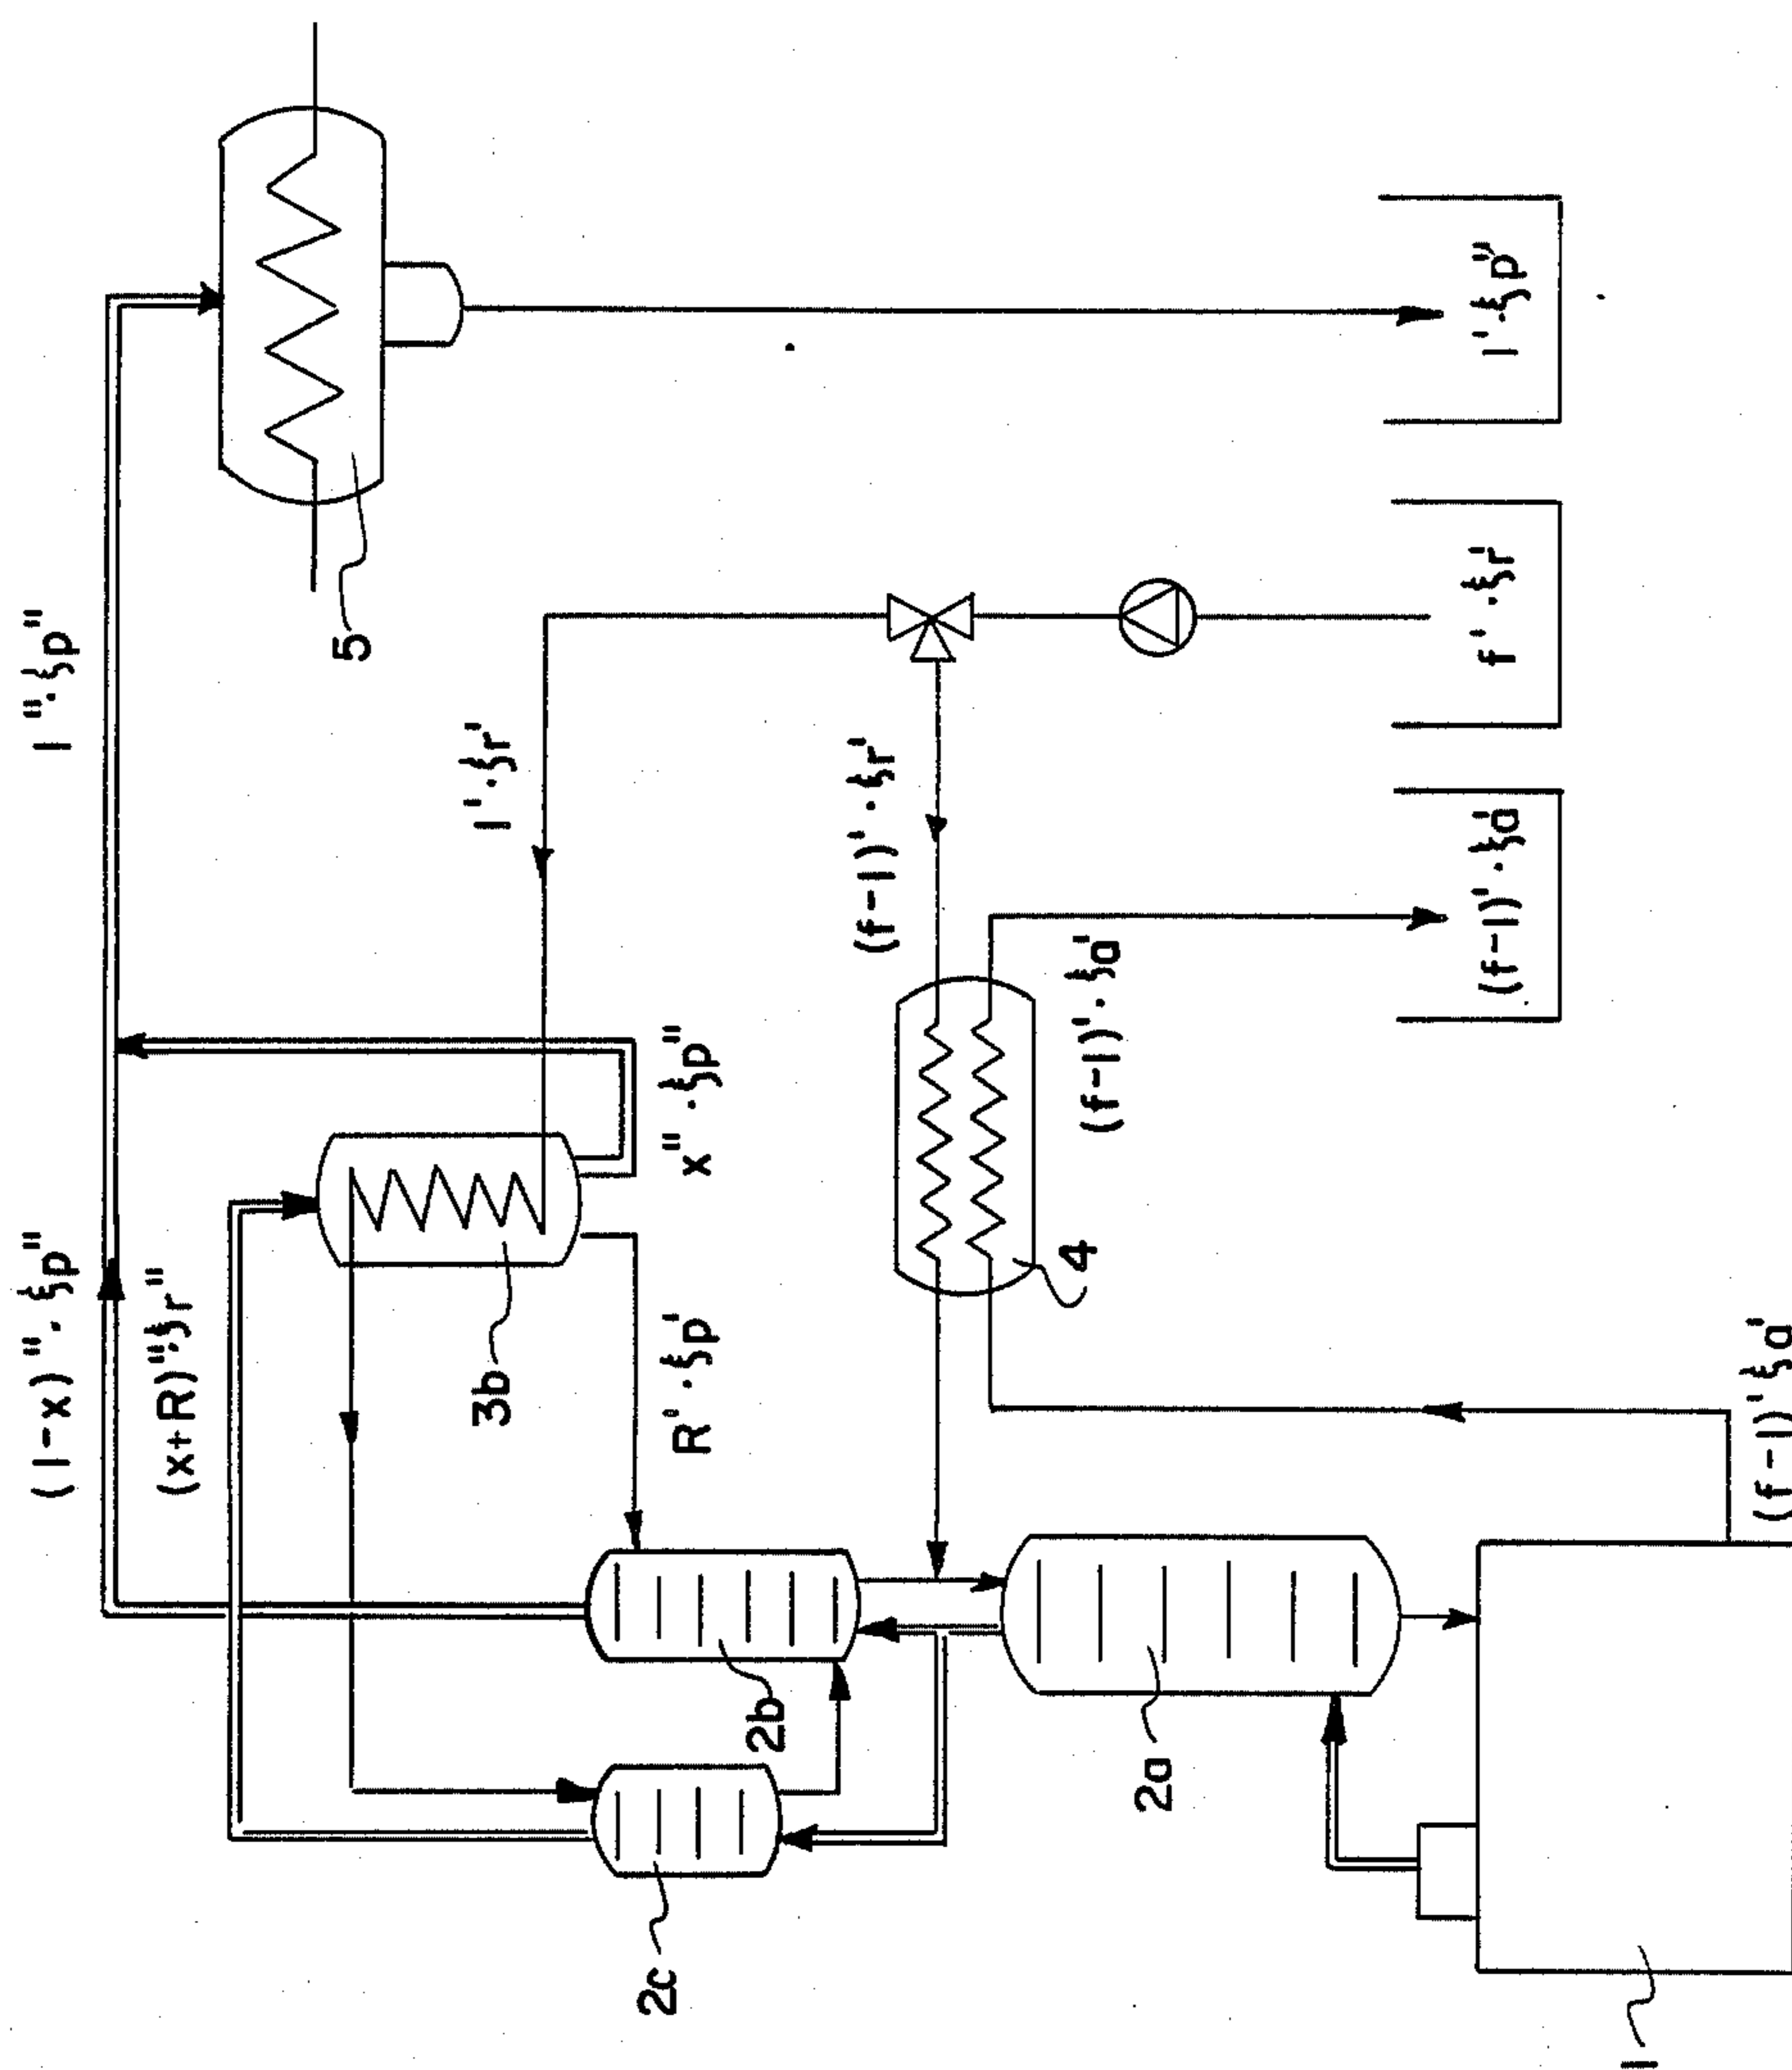 1"·ξp"
(1-x)"·ξp"
(x+R)"·ξr"
5
1'·ξr'
3b
x"·ξp"
R'·ξp'
(f-1)'·ξr'
(f-1)'·ξa'
4
2b
2c
2a
1'·ξp"
f'·ξr'
(f-1)'·ξa'
(f-1)'ξa'
1